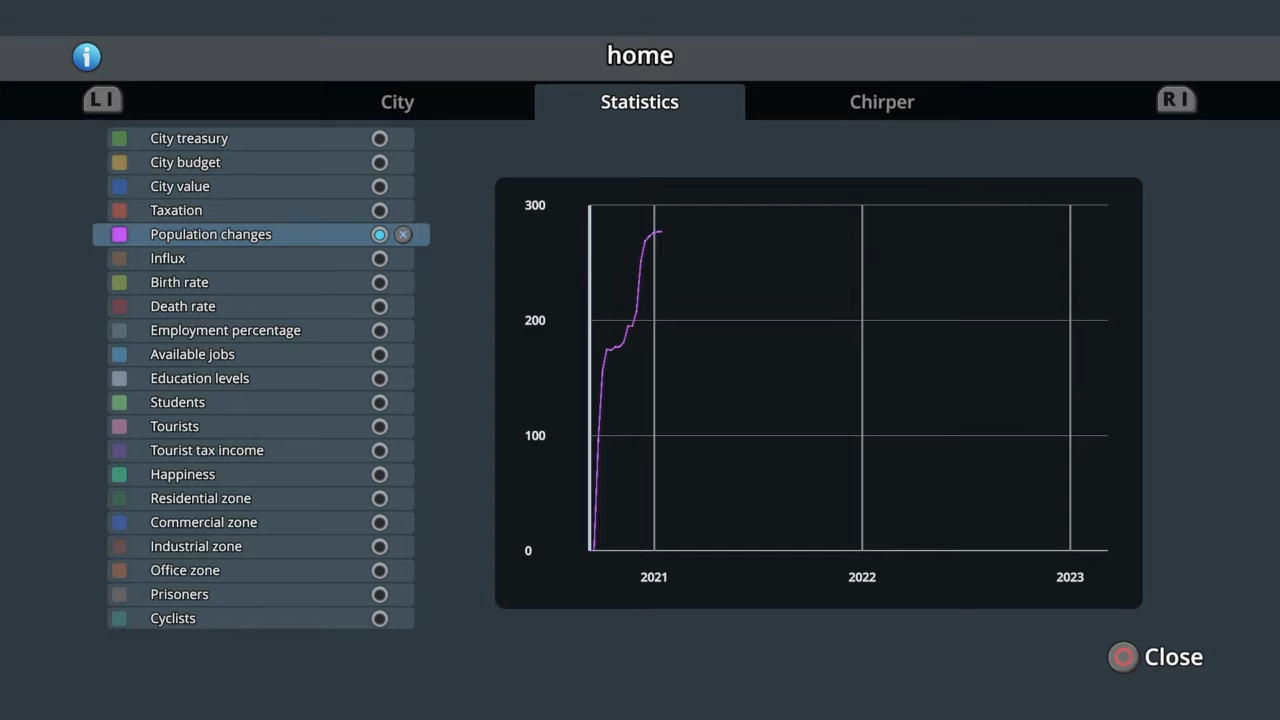 home
L1 City Statistics Chirper R1
City treasury
City budget
City value
Taxation
Population changes
Influx
Birth rate
Death rate
Employment percentage
Available jobs
Education levels
Students
Tourists
Tourist tax income
Happiness
Residential zone
Commercial zone
Industrial zone
Office zone
Prisoners
Cyclists
300
200
100
0
2021 2022 2023
Close